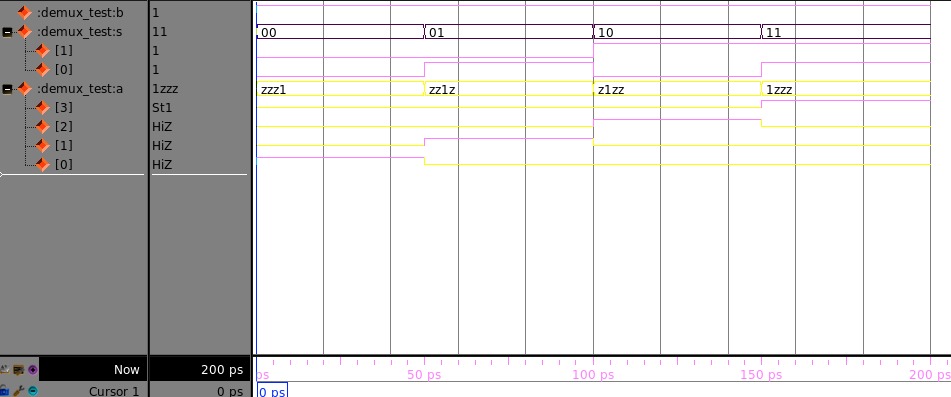 :demux_test:b 1
:demux_test:s 11 00 01 10 11
[1] 1
[0] 1
:demux_test:a 1zzz zzz1 zz1z z1zz 1zzz
[3] St1
[2] HiZ
[1] HiZ
[0] HiZ
Now 200 ps ps 50 ps 100 ps 150 ps 200 ps
Cursor 1 0 ps 0 ps